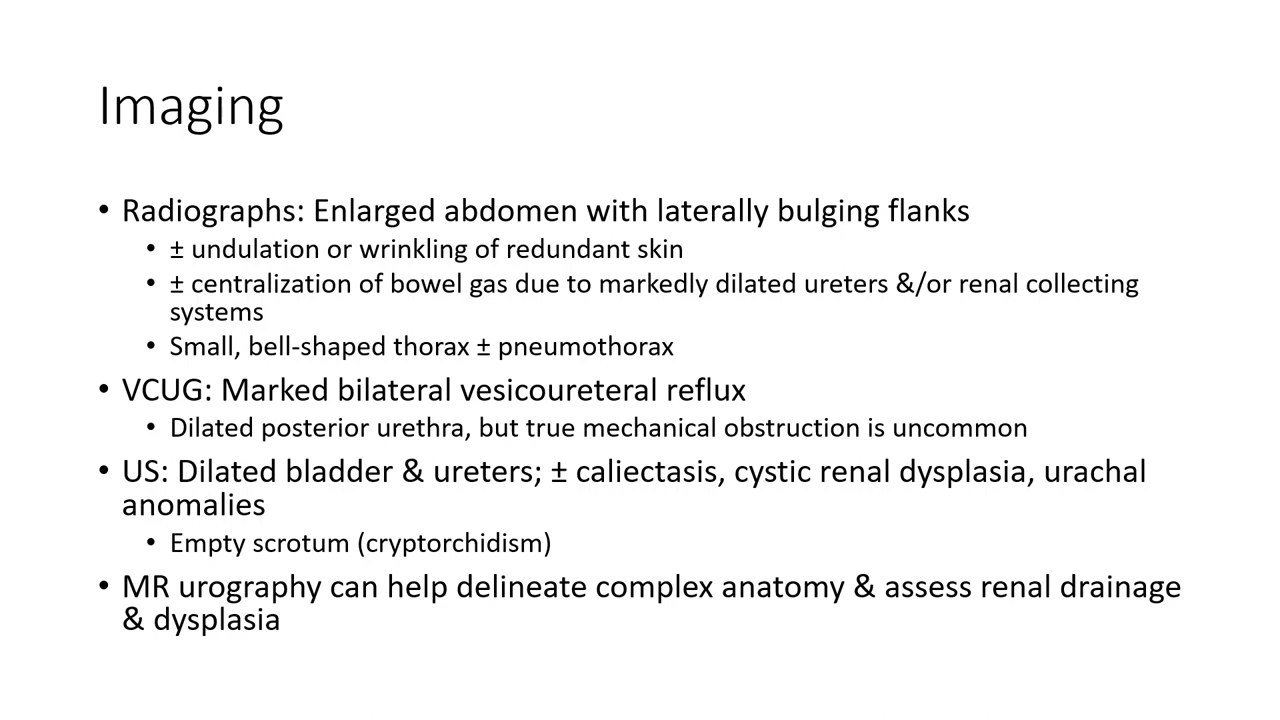 Imaging
• Radiographs: Enlarged abdomen with laterally bulging flanks
• ± undulation or wrinkling of redundant skin
• ± centralization of bowel gas due to markedly dilated ureters &/or renal collecting
systems
• Small, bell-shaped thorax ± pneumothorax
• VCUG: Marked bilateral vesicoureteral reflux
• Dilated posterior urethra, but true mechanical obstruction is uncommon
• US: Dilated bladder & ureters; ± caliectasis, cystic renal dysplasia, urachal
anomalies
• Empty scrotum (cryptorchidism)
• MR urography can help delineate complex anatomy & assess renal drainage
& dysplasia